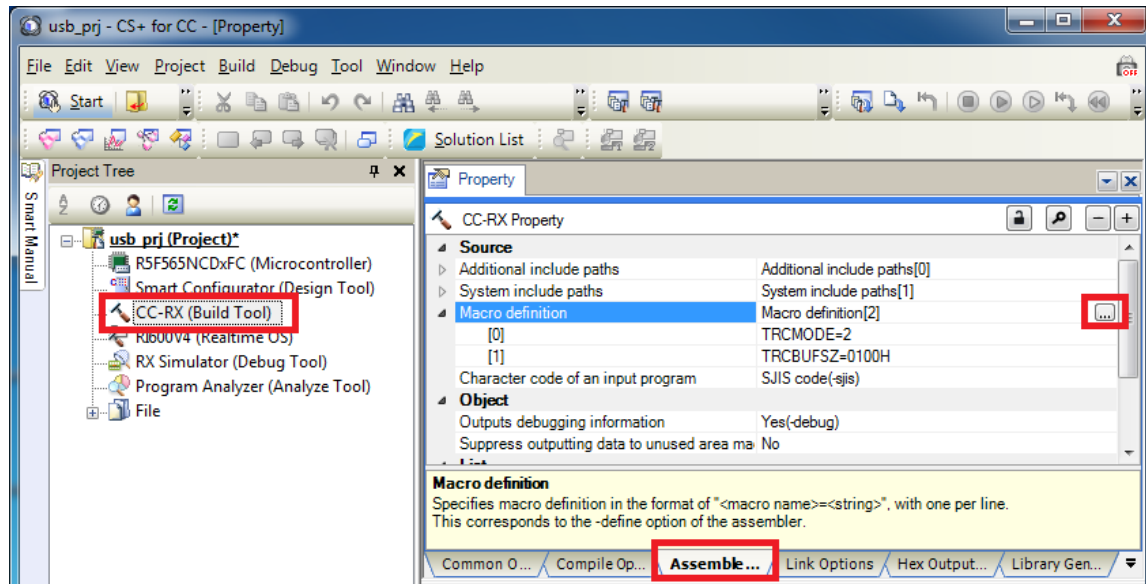 usb_prj - CS+ for CC - [Property]
File Edit View Project Build Debug Tool Window Help
OFF
Start
Solution List
Smart Manual
Project Tree
usb_prj (Project)*
R5F565NCDxFC (Microcontroller)
Smart Configurator (Design Tool)
CC-RX (Build Tool)
RI600V4 (Realtime OS)
RX Simulator (Debug Tool)
Program Analyzer (Analyze Tool)
File
Property
CC-RX Property
Source
Additional include paths Additional include paths[0]
System include paths System include paths[1]
Macro definition Macro definition[2] ...
[0] TRCMODE=2
[1] TRCBUFSZ=0100H
Character code of an input program SJIS code(-sjis)
Object
Outputs debugging information Yes(-debug)
Suppress outputting data to unused area ma No
List
Macro definition
Specifies macro definition in the format of "<macro name>=<string>", with one per line.
This corresponds to the -define option of the assembler.
Common O... Compile Op... Assemble... Link Options Hex Output... Library Gen...